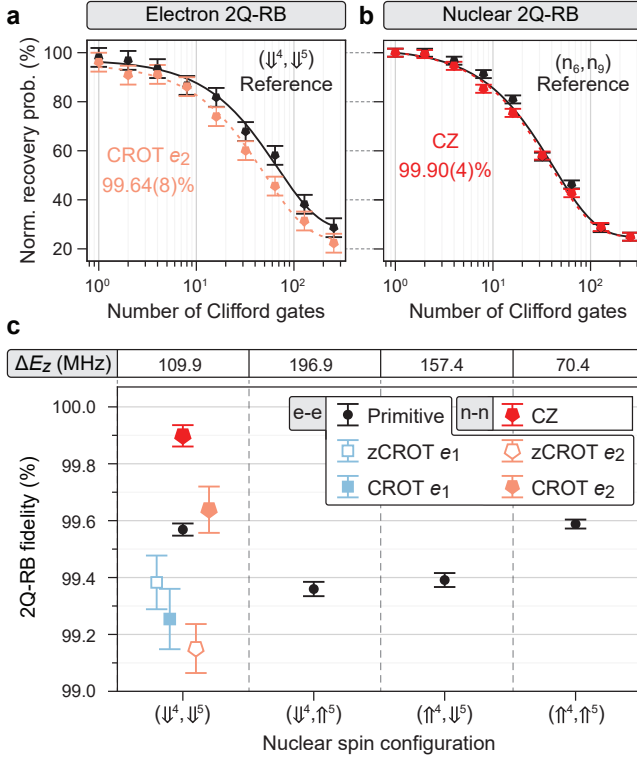 a
Electron 2Q-RB
b
Nuclear 2Q-RB
Norm. recovery prob. (%)
100
80
60
40
20
(⇓⁴,⇓⁵)
Reference
CROT e₂
99.64(8)%
10⁰
10¹
10²
Number of Clifford gates
(n₆,n₉)
Reference
CZ
99.90(4)%
10⁰
10¹
10²
Number of Clifford gates
c
ΔE_Z (MHz)
109.9
196.9
157.4
70.4
e-e
Primitive
n-n
CZ
zCROT e₁
zCROT e₂
CROT e₁
CROT e₂
2Q-RB fidelity (%)
100.0
99.8
99.6
99.4
99.2
99.0
(⇓⁴,⇓⁵)
(⇓⁴,⇑⁵)
(⇑⁴,⇓⁵)
(⇑⁴,⇑⁵)
Nuclear spin configuration